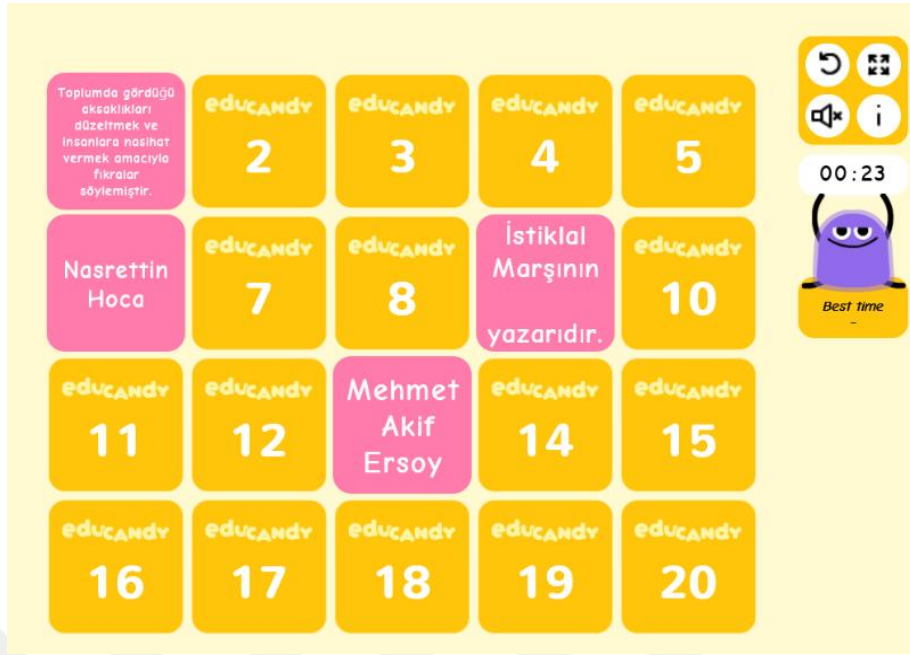 Toplumda gördüğü
aksaklıkları
düzeltmek ve
insanlara nasihat
vermek amacıyla
fıkralar
söylemiştir.
educandy
2
educandy
3
educandy
4
educandy
5
00:23
Nasrettin
Hoca
educandy
7
educandy
8
İstiklal
Marşının
yazarıdır.
educandy
10
Best time
-
educandy
11
educandy
12
Mehmet
Akif
Ersoy
educandy
14
educandy
15
educandy
16
educandy
17
educandy
18
educandy
19
educandy
20